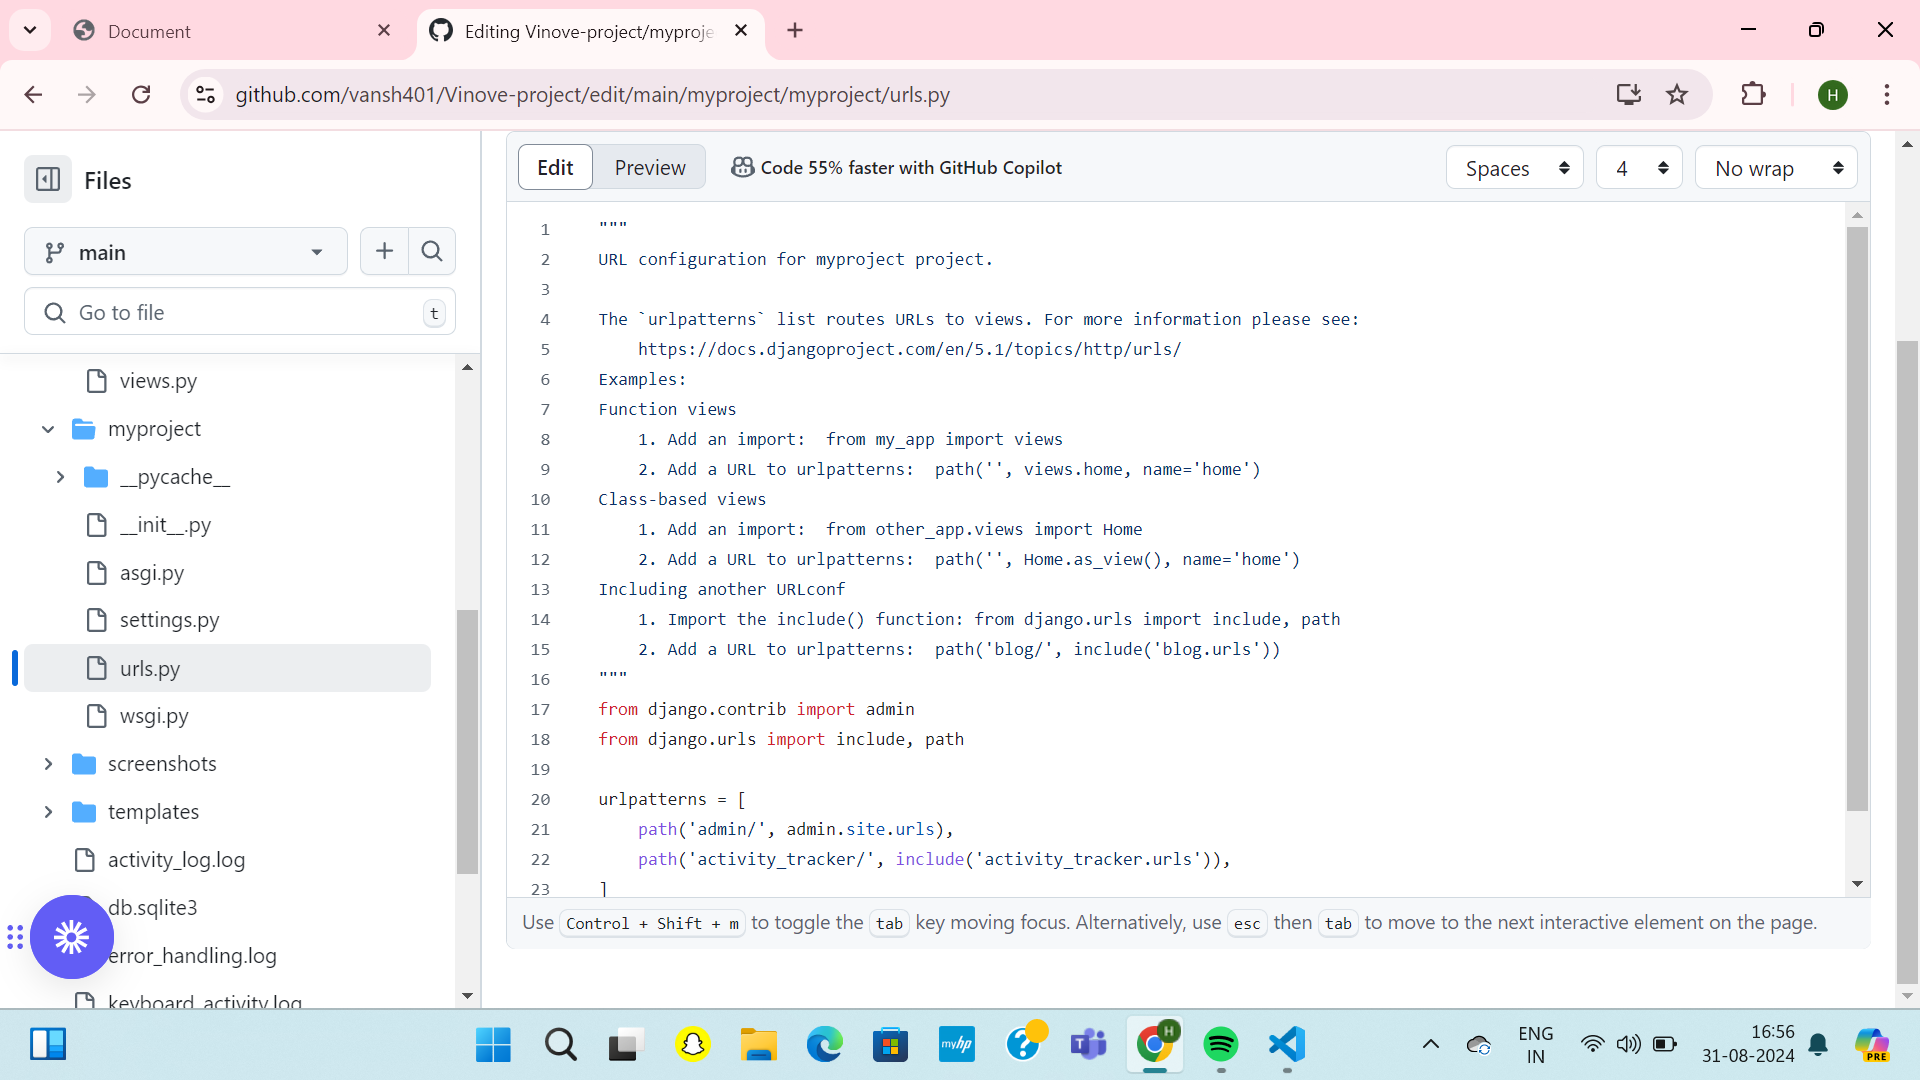 Document
Editing Vinove-project/myproje
github.com/vansh401/Vinove-project/edit/main/myproject/myproject/urls.py
H
Files
main
Go to file
t
views.py
myproject
__pycache__
__init__.py
asgi.py
settings.py
urls.py
wsgi.py
screenshots
templates
activity_log.log
db.sqlite3
error_handling.log
keyboard_activity.log
Edit
Preview
Code 55% faster with GitHub Copilot
Spaces
4
No wrap
1 """
2 URL configuration for myproject project.
3
4 The `urlpatterns` list routes URLs to views. For more information please see:
5     https://docs.djangoproject.com/en/5.1/topics/http/urls/
6 Examples:
7 Function views
8     1. Add an import:  from my_app import views
9     2. Add a URL to urlpatterns:  path('', views.home, name='home')
10 Class-based views
11     1. Add an import:  from other_app.views import Home
12     2. Add a URL to urlpatterns:  path('', Home.as_view(), name='home')
13 Including another URLconf
14     1. Import the include() function: from django.urls import include, path
15     2. Add a URL to urlpatterns:  path('blog/', include('blog.urls'))
16 """
17 from django.contrib import admin
18 from django.urls import include, path
19
20 urlpatterns = [
21     path('admin/', admin.site.urls),
22     path('activity_tracker/', include('activity_tracker.urls')),
23 ]
Use Control + Shift + m to toggle the tab key moving focus. Alternatively, use esc then tab to move to the next interactive element on the page.
myhp
H
ENG
IN
16:56
31-08-2024
PRE